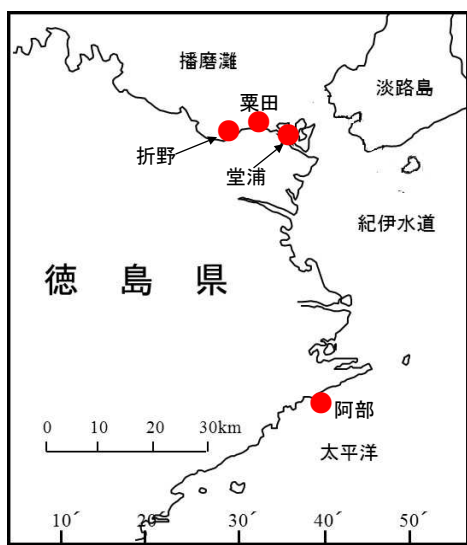 播磨灘
淡路島
粟田
折野
堂浦
紀伊水道
徳島県
阿部
0 10 20 30km
太平洋
10´ 20´ 30´ 40´ 50´